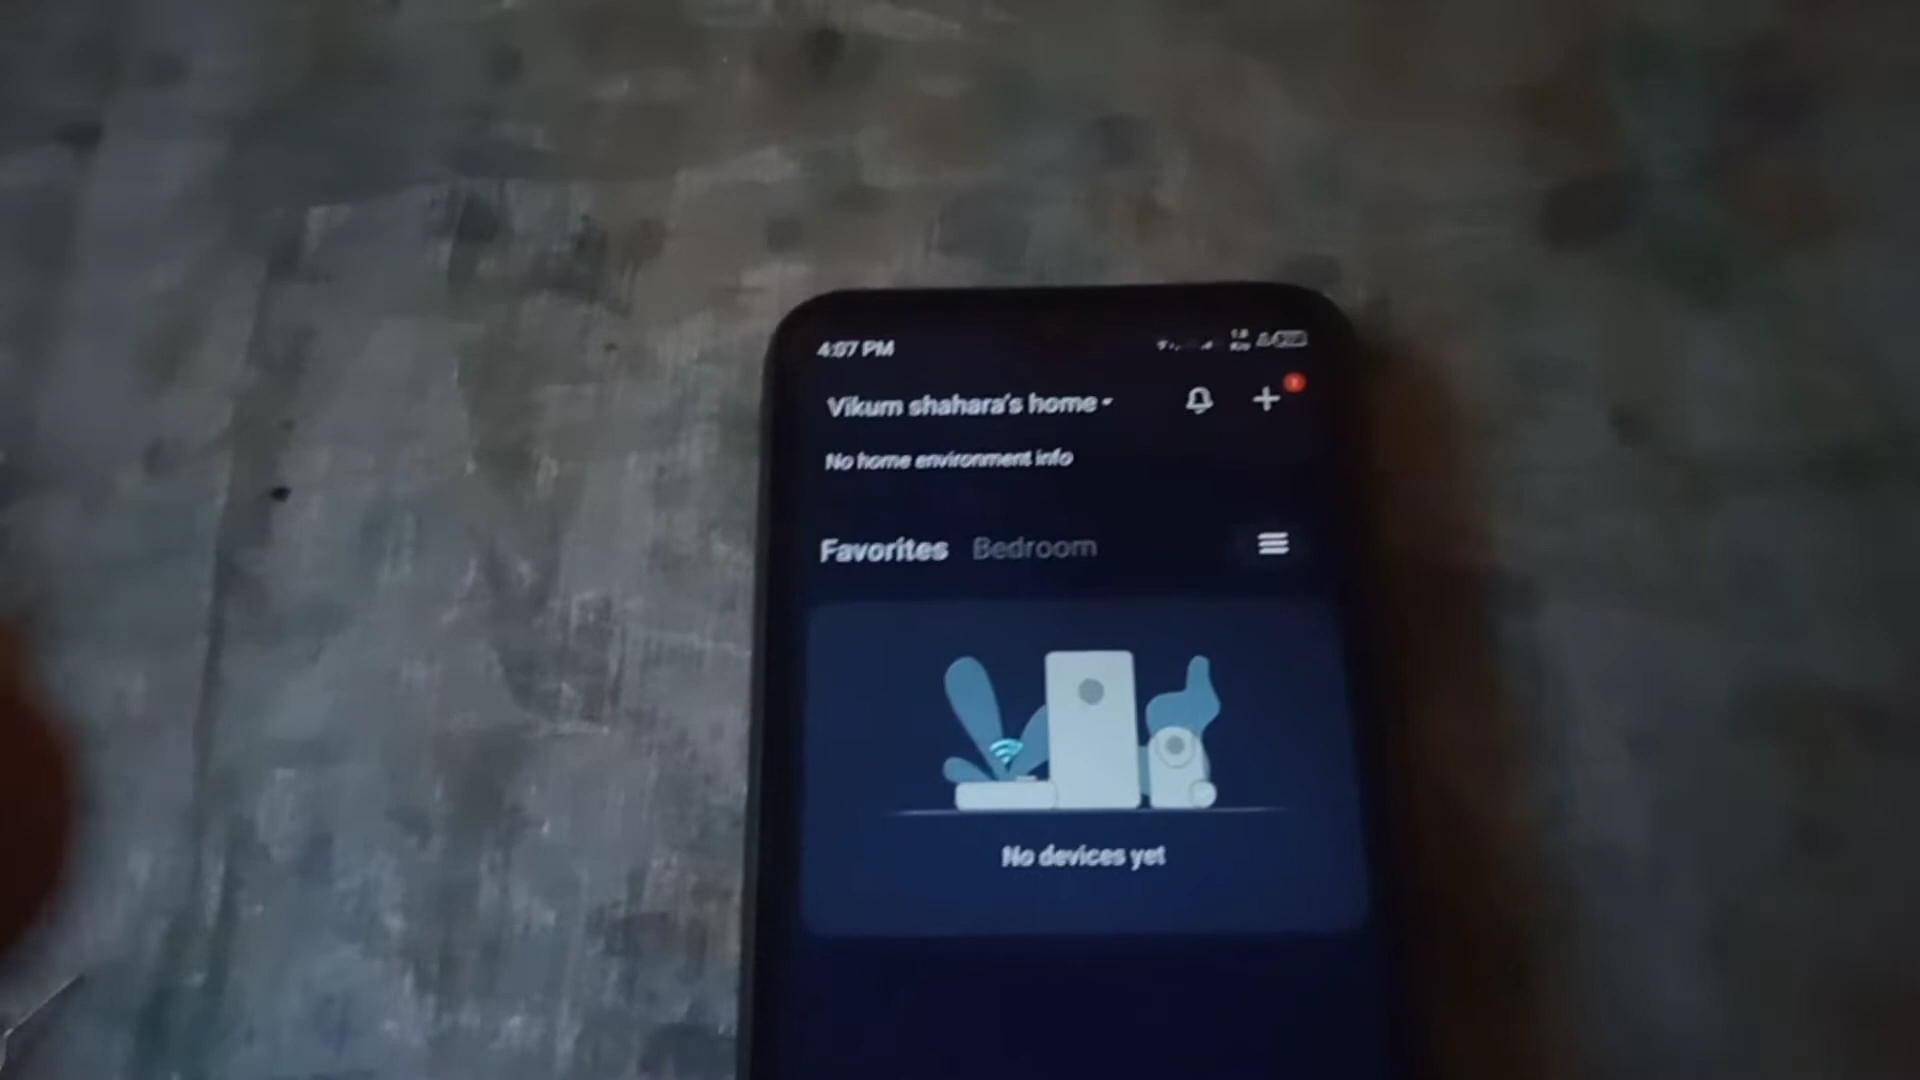 4:07 PM
Vikum shahara's home
No home environment info
Favorites Bedroom
No devices yet